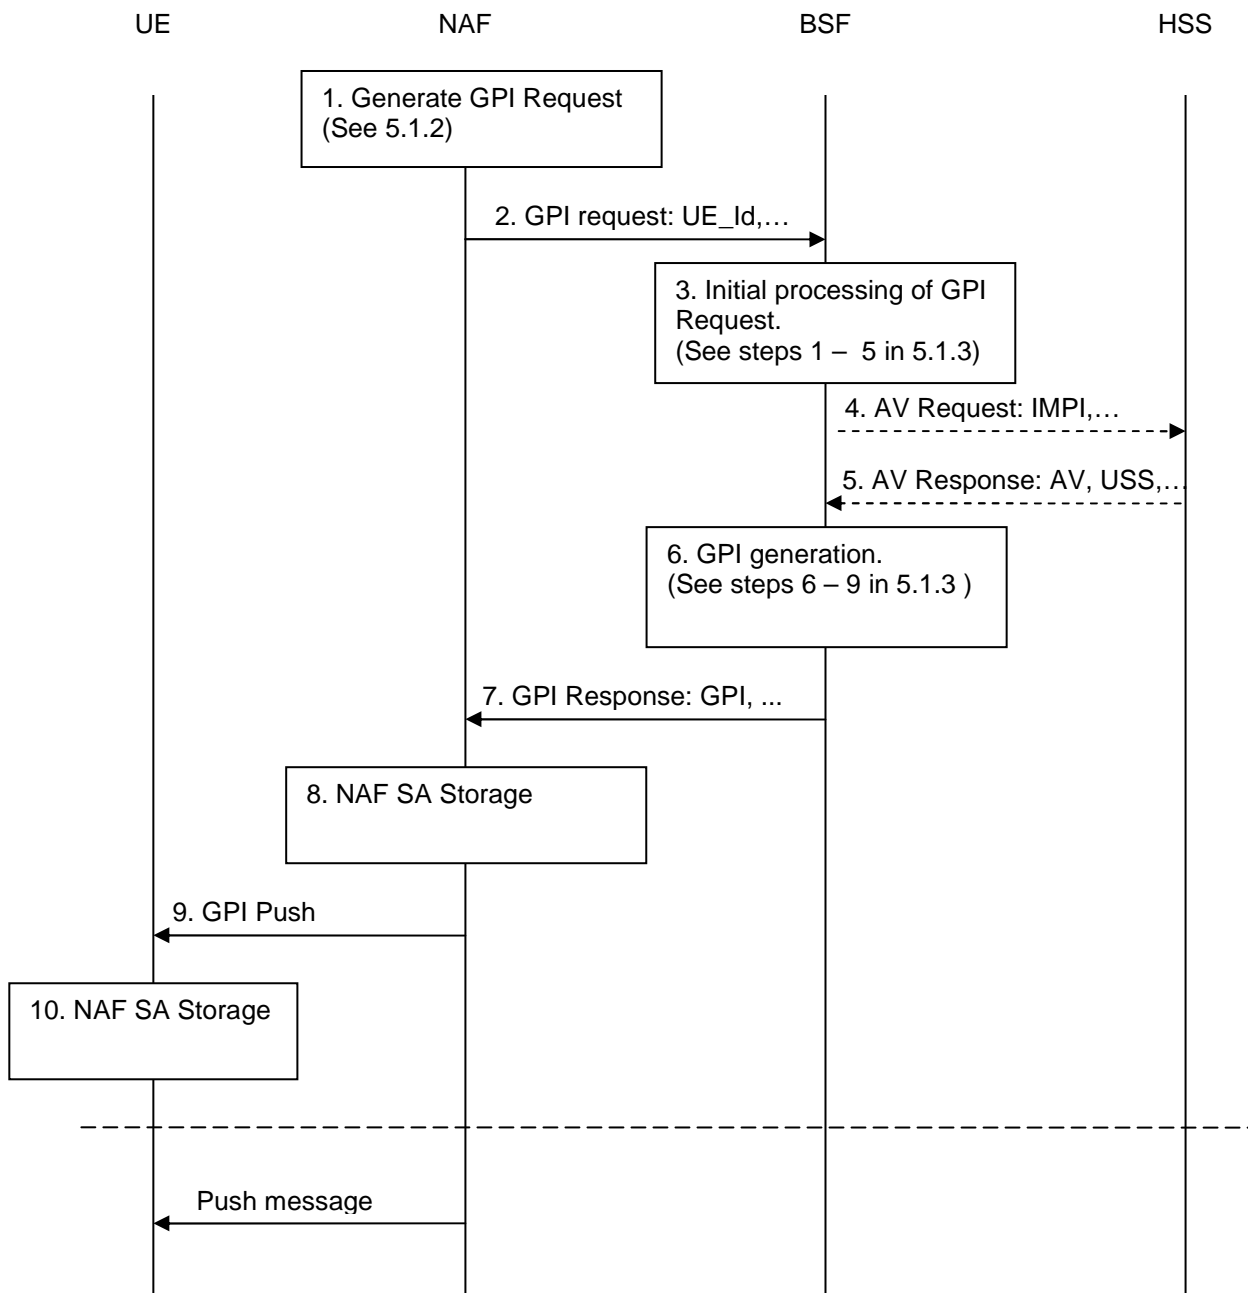 UE NAF BSF HSS
1. Generate GPI Request
(See 5.1.2)
2. GPI request: UE_Id,…
3. Initial processing of GPI
Request.
(See steps 1 – 5 in 5.1.3)
4. AV Request: IMPI,…
5. AV Response: AV, USS,…
6. GPI generation.
(See steps 6 – 9 in 5.1.3 )
7. GPI Response: GPI, ...
8. NAF SA Storage
9. GPI Push
10. NAF SA Storage
Push message